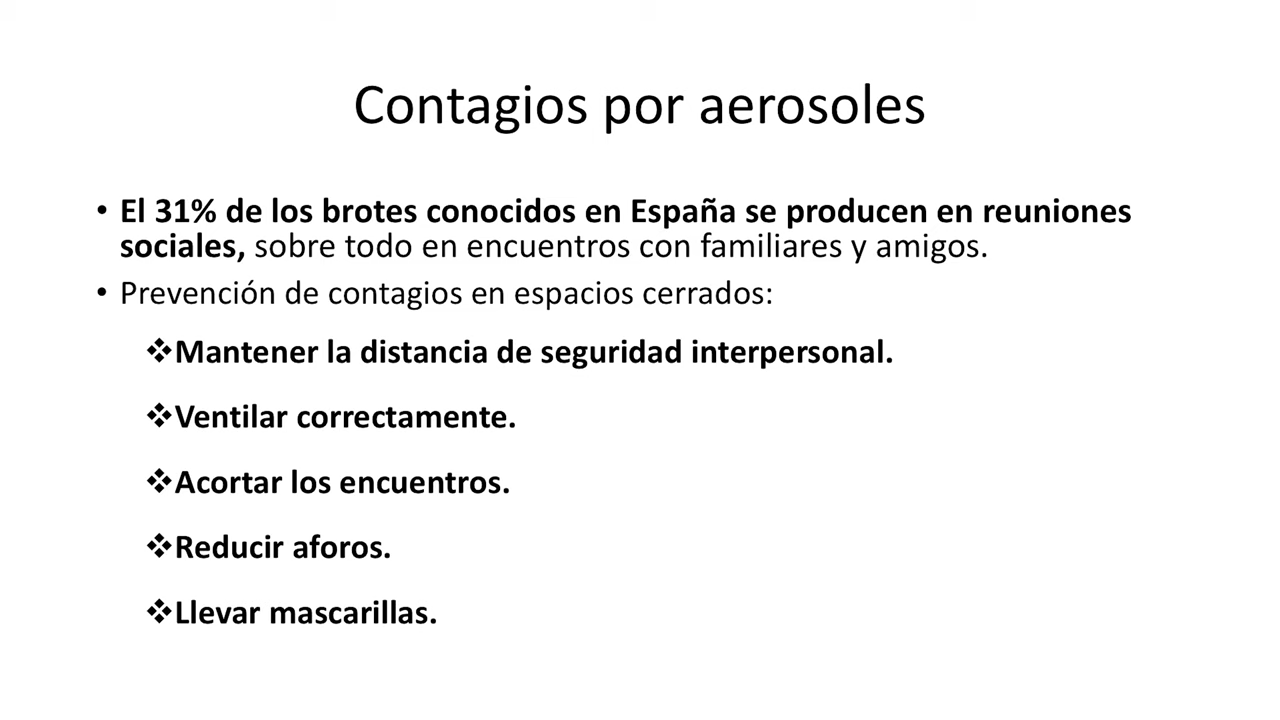 Contagios por aerosoles
• El 31% de los brotes conocidos en España se producen en reuniones
sociales, sobre todo en encuentros con familiares y amigos.
• Prevención de contagios en espacios cerrados:
❖Mantener la distancia de seguridad interpersonal.
❖Ventilar correctamente.
❖Acortar los encuentros.
❖Reducir aforos.
❖Llevar mascarillas.